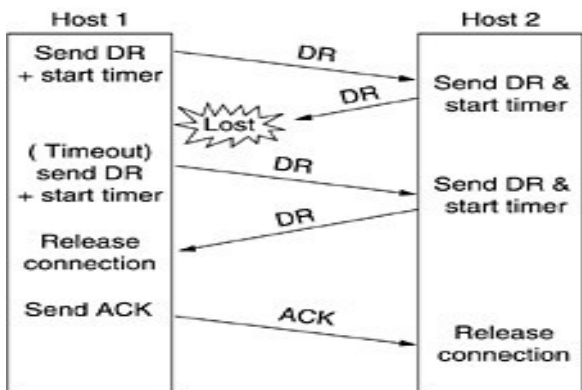 Host 1
Host 2
Send DR
+ start timer
DR
Send DR &
start timer
DR
Lost
( Timeout)
send DR
+ start timer
DR
Send DR &
start timer
DR
Release
connection
Send ACK
ACK
Release
connection